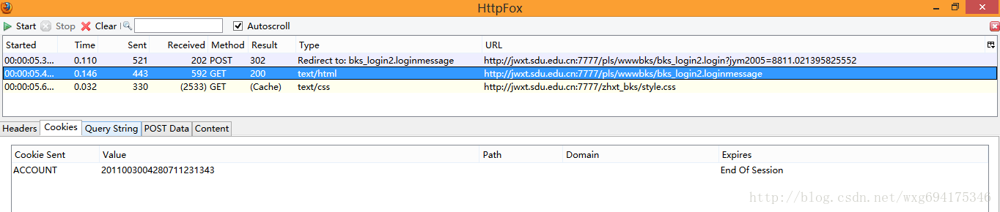 HttpFox
Start Stop Clear Autoscroll
Started Time Sent Received Method Result Type URL
00:00:05.3... 0.110 521 202 POST 302 Redirect to: bks_login2.loginmessage http://jwxt.sdu.edu.cn:7777/pls/wwwbks/bks_login2.login?jym2005=8811.021395825552
00:00:05.4... 0.146 443 592 GET 200 text/html http://jwxt.sdu.edu.cn:7777/pls/wwwbks/bks_login2.loginmessage
00:00:05.6... 0.032 330 (2533) GET (Cache) text/css http://jwxt.sdu.edu.cn:7777/zhxt_bks/style.css
Headers Cookies Query String POST Data Content
Cookie Sent Value Path Domain Expires
ACCOUNT 2011003004280711231343 End Of Session
http://blog.csdn.net/wxg694175346